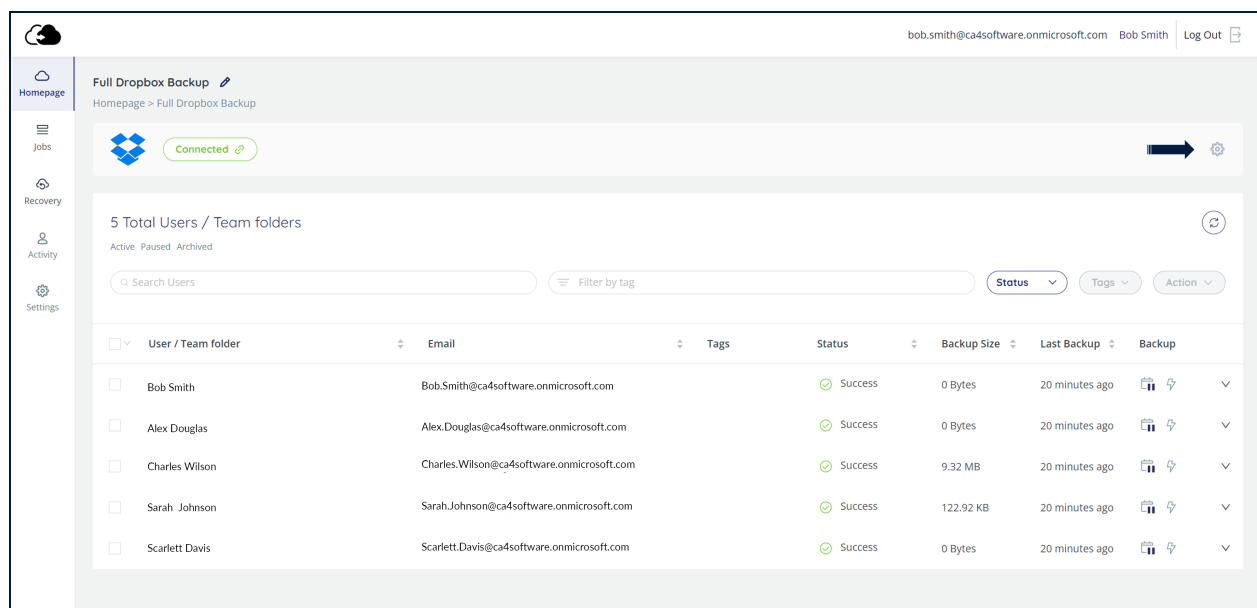 bob.smith@ca4software.onmicrosoft.com Bob Smith Log Out
Homepage
Jobs
Recovery
Activity
Settings
Full Dropbox Backup
Homepage > Full Dropbox Backup
Connected
5 Total Users / Team folders
Active Paused Archived
Search Users Filter by tag Status Tags Action
User / Team folder Email Tags Status Backup Size Last Backup Backup
Bob Smith Bob.Smith@ca4software.onmicrosoft.com Success 0 Bytes 20 minutes ago
Alex Douglas Alex.Douglas@ca4software.onmicrosoft.com Success 0 Bytes 20 minutes ago
Charles Wilson Charles.Wilson@ca4software.onmicrosoft.com Success 9.32 MB 20 minutes ago
Sarah Johnson Sarah.Johnson@ca4software.onmicrosoft.com Success 122.92 KB 20 minutes ago
Scarlett Davis Scarlett.Davis@ca4software.onmicrosoft.com Success 0 Bytes 20 minutes ago